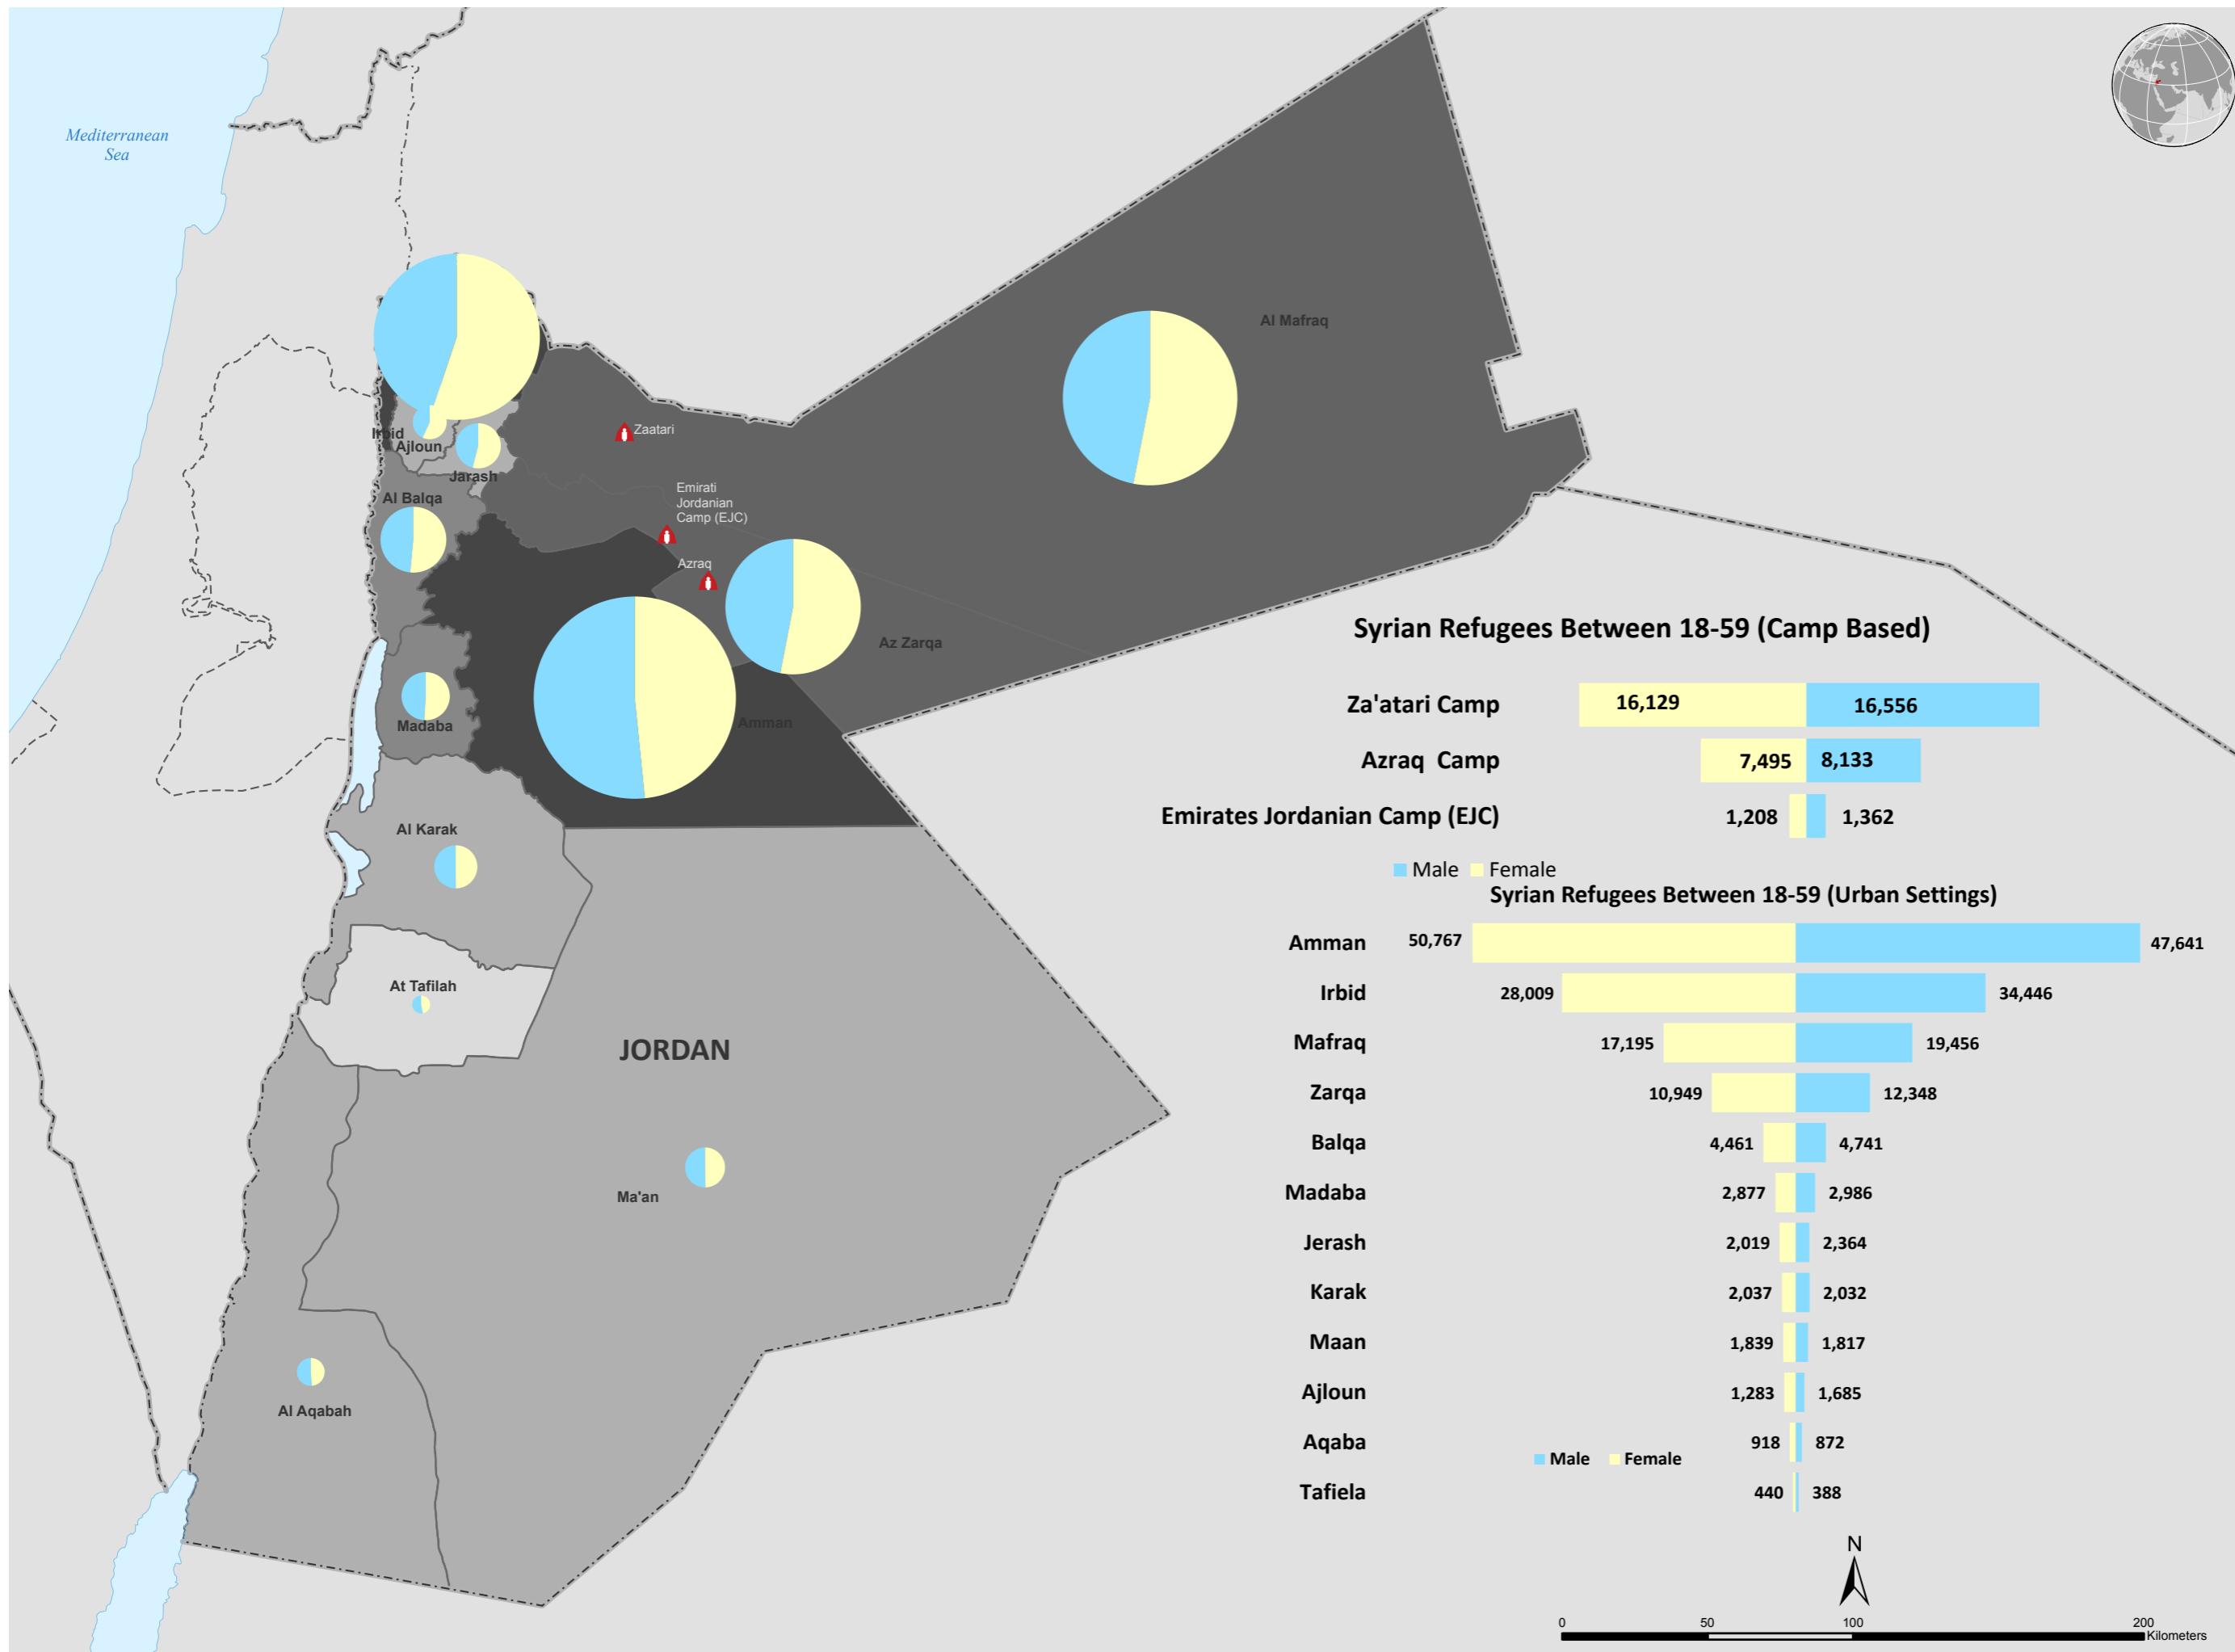 Mediterranean
Sea
Al Mafraq
Zaatari
Irbid
Ajloun
Jarash
Emirati
Jordanian
Camp (EJC)
Al Balqa
Azraq
Az Zarqa
Madaba
Amman
Al Karak
At Tafilah
JORDAN
Ma'an
Al Aqabah
Syrian Refugees Between 18-59 (Camp Based)
Za'atari Camp 16,129 16,556
Azraq Camp 7,495 8,133
Emirates Jordanian Camp (EJC) 1,208 1,362
Male Female
Syrian Refugees Between 18-59 (Urban Settings)
Amman 50,767 47,641
Irbid 28,009 34,446
Mafraq 17,195 19,456
Zarqa 10,949 12,348
Balqa 4,461 4,741
Madaba 2,877 2,986
Jerash 2,019 2,364
Karak 2,037 2,032
Maan 1,839 1,817
Ajloun 1,283 1,685
Aqaba 918 872
Male Female
Tafiela 440 388
N
0 50 100 200
Kilometers